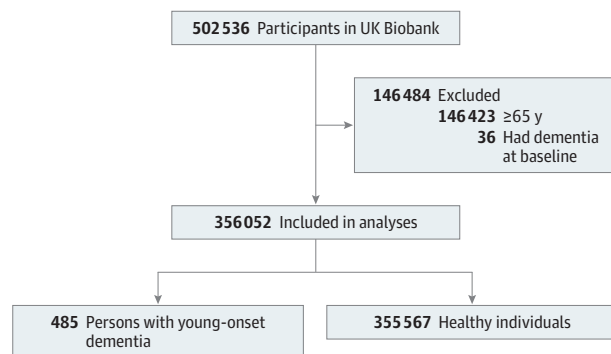 502 536 Participants in UK Biobank
146 484 Excluded
146 423 ≥65 y
36 Had dementia
at baseline
356 052 Included in analyses
485 Persons with young-onset
dementia
355 567 Healthy individuals